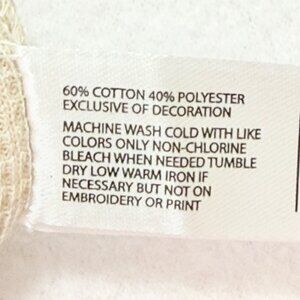 60% COTTON 40% POLYESTER
EXCLUSIVE OF DECORATION
MACHINE WASH COLD WITH LIKE
COLORS ONLY NON-CHLORINE
BLEACH WHEN NEEDED TUMBLE
DRY LOW WARM IRON IF
NECESSARY BUT NOT ON
EMBROIDERY OR PRINT